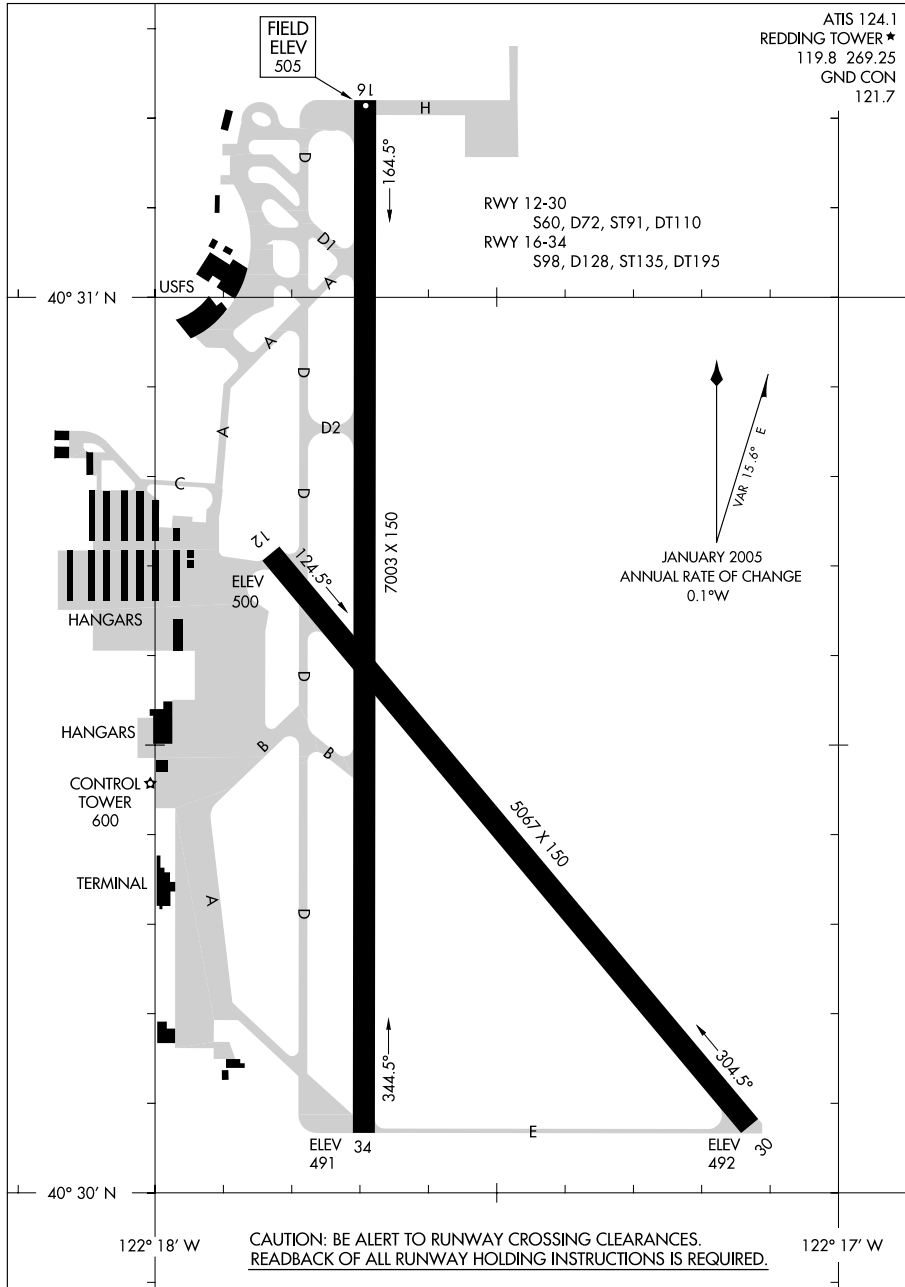 ATIS 124.1
REDDING TOWER ★
119.8 269.25
GND CON
121.7
FIELD
ELEV
505
16
H
D
164.5°
RWY 12-30
S60, D72, ST91, DT110
RWY 16-34
S98, D128, ST135, DT195
D1
A
USFS
40° 31' N
A
D
A
D2
VAR 15.6° E
C
D
7003 X 150
JANUARY 2005
ANNUAL RATE OF CHANGE
0.1°W
12
124.5°
ELEV
500
HANGARS
D
HANGARS
B
B
CONTROL ☆
TOWER
600
5067 X 150
TERMINAL
A
D
344.5°
304.5°
E
ELEV
491
34
ELEV
492
30
40° 30' N
122° 18' W
122° 17' W
CAUTION: BE ALERT TO RUNWAY CROSSING CLEARANCES.
READBACK OF ALL RUNWAY HOLDING INSTRUCTIONS IS REQUIRED.